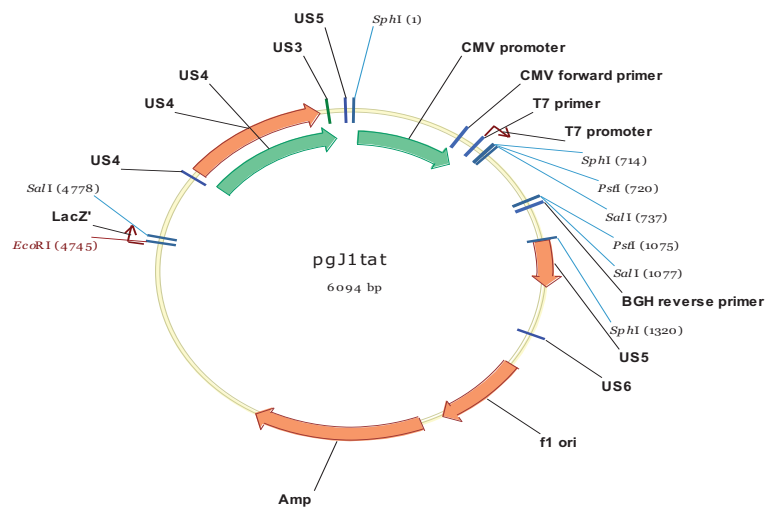 US5
SphI (1)
US3
CMV promoter
US4
CMV forward primer
US4
T7 primer
T7 promoter
US4
SphI (714)
SalI (4778)
PstI (720)
LacZ'
SalI (737)
EcoRI (4745)
PstI (1075)
pgJ1tat
SalI (1077)
6094 bp
BGH reverse primer
SphI (1320)
US5
US6
f1 ori
Amp